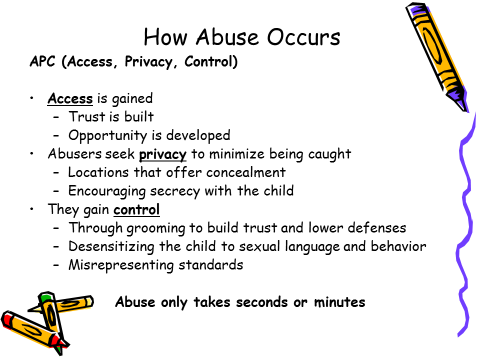 How Abuse Occurs
APC (Access, Privacy, Control)
• Access is gained
– Trust is built
– Opportunity is developed
• Abusers seek privacy to minimize being caught
– Locations that offer concealment
– Encouraging secrecy with the child
• They gain control
– Through grooming to build trust and lower defenses
– Desensitizing the child to sexual language and behavior
– Misrepresenting standards
Abuse only takes seconds or minutes